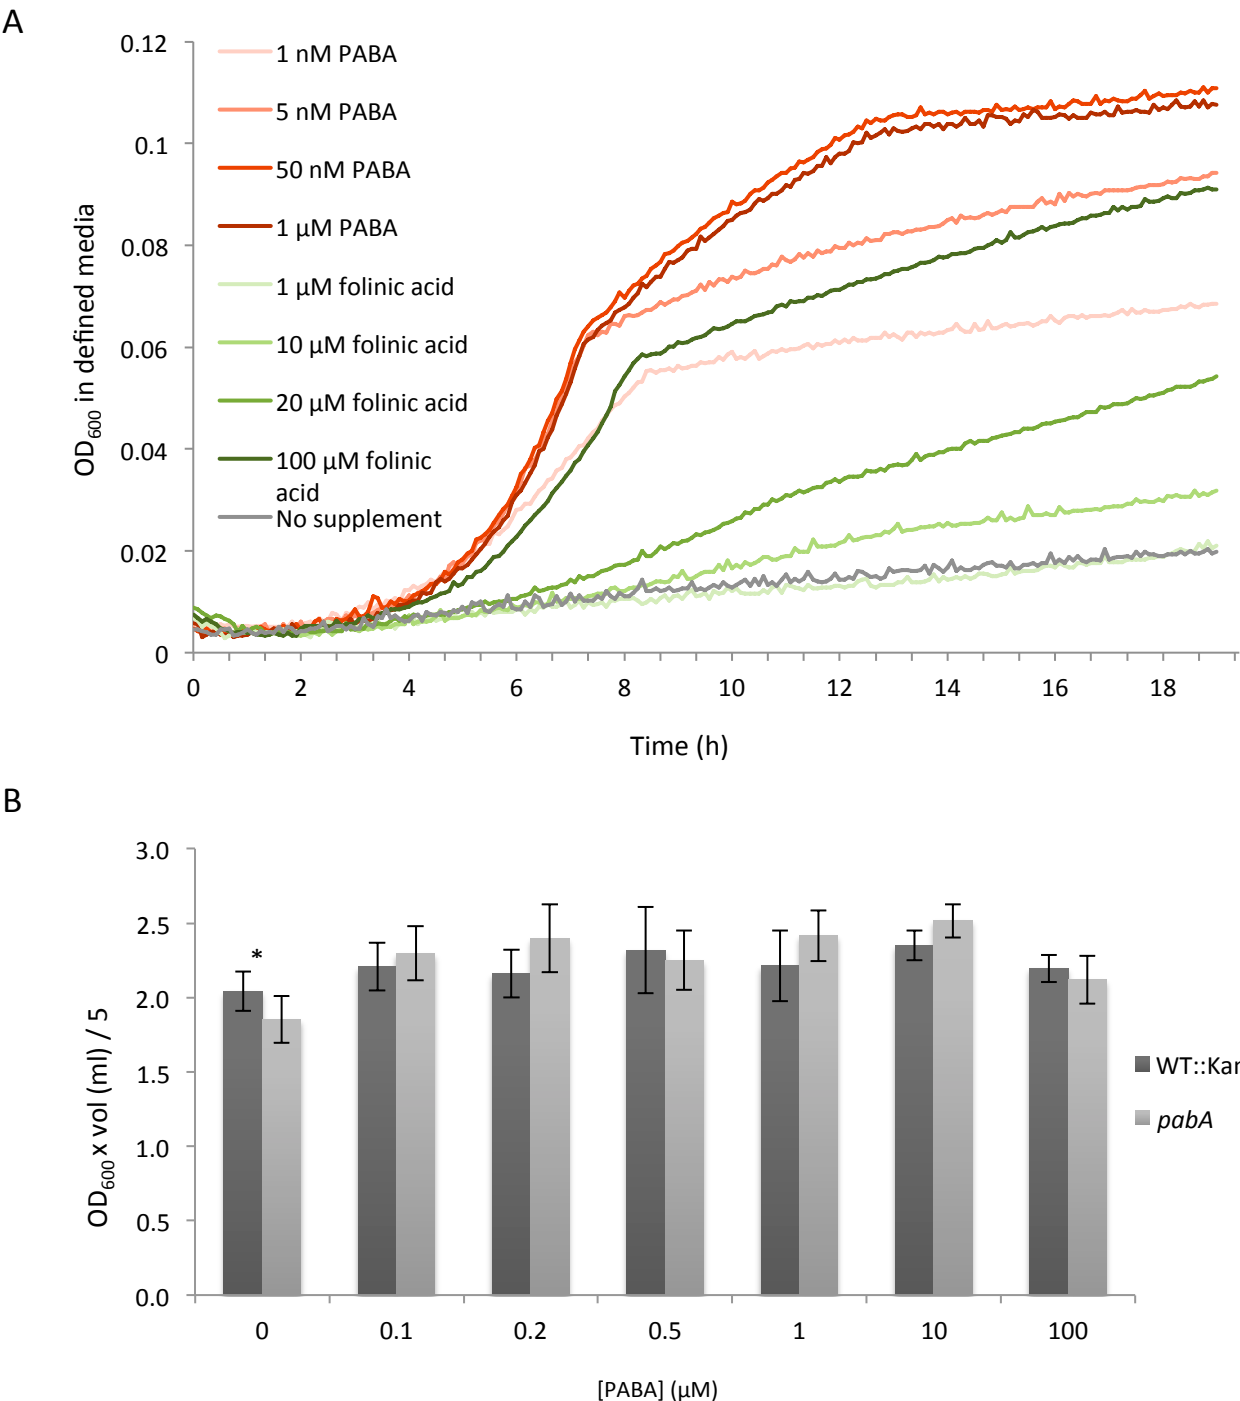 A
0.12
0.1
0.08
0.06
0.04
0.02
0
OD600 in defined media
1 nM PABA
5 nM PABA
50 nM PABA
1 μM PABA
1 μM folinic acid
10 μM folinic acid
20 μM folinic acid
100 μM folinic
acid
No supplement
0 2 4 6 8 10 12 14 16 18
Time (h)
B
3.0
2.5
2.0
1.5
1.0
0.5
0.0
OD600 x vol (ml) / 5
*
WT::Kan
pabA
0 0.1 0.2 0.5 1 10 100
[PABA] (μM)